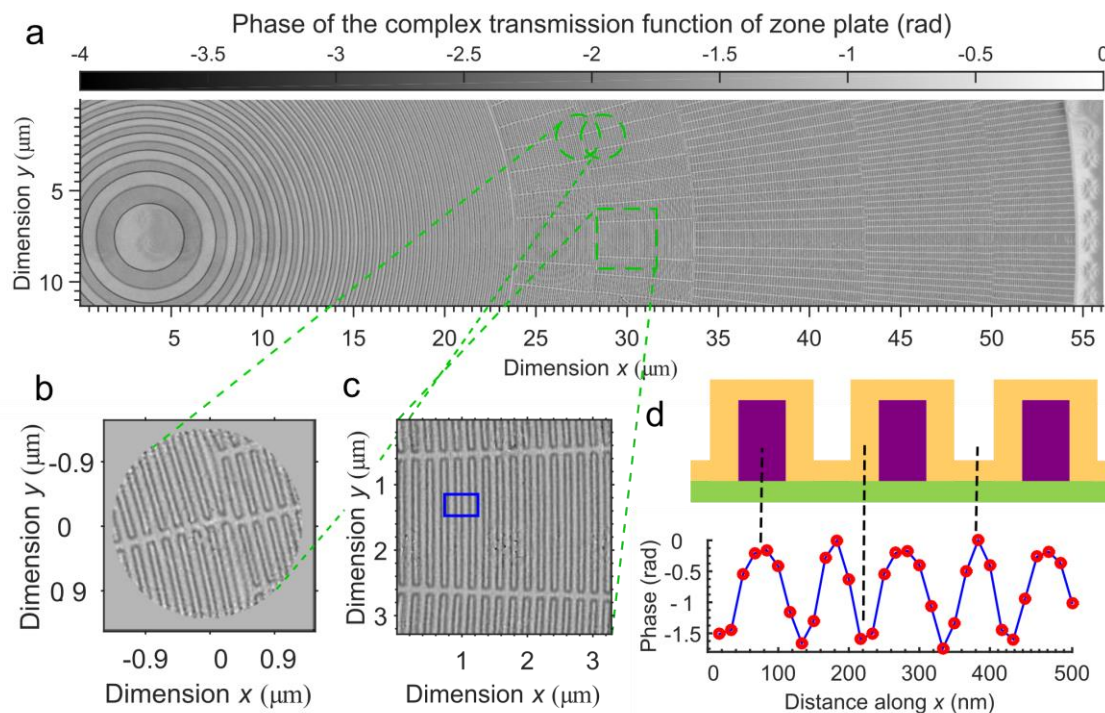 a
Phase of the complex transmission function of zone plate (rad)
-4 -3.5 -3 -2.5 -2 -1.5 -1 -0.5 0
Dimension y (μm)
5
10
5 10 15 20 25 30 35 40 45 50 55
Dimension x (μm)
b
Dimension y (μm)
-0.9
0
0 9
-0.9 0 0.9
Dimension x (μm)
c
Dimension y (μm)
1
2
3
1 2 3
Dimension x (μm)
d
Phase (rad)
0
-0.5
-1
-1.5
0 100 200 300 400 500
Distance along x (nm)